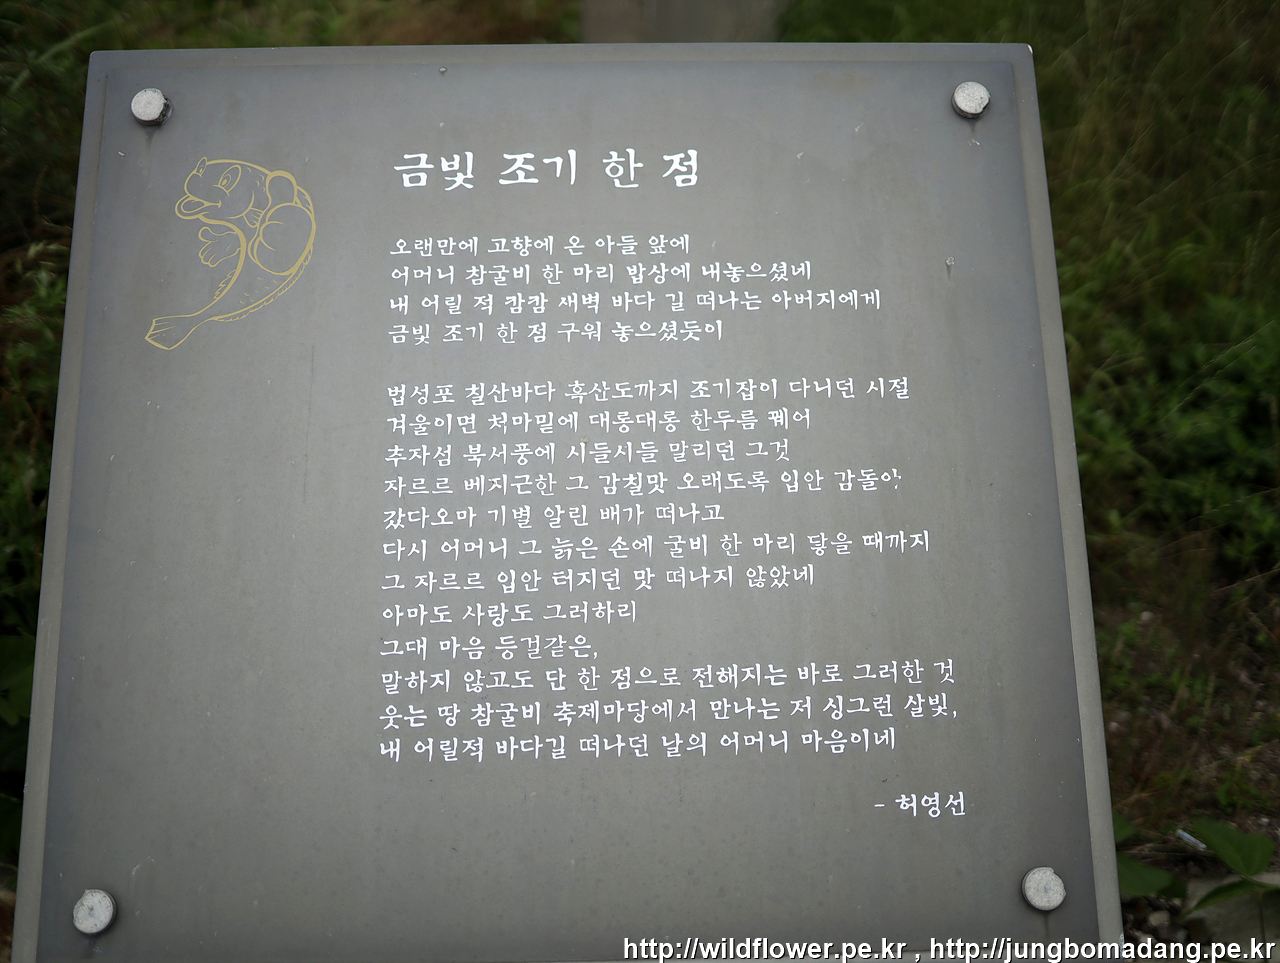 금빛 조기 한 점
오랜만에 고향에 온 아들 앞에
어머니 참굴비 한 마리 밥상에 내놓으셨네
내 어릴 적 캄캄 새벽 바다 길 떠나는 아버지에게
금빛 조기 한 점 구워 놓으셨듯이
법성포 칠산바다 흑산도까지 조기잡이 다니던 시절
겨울이면 처마밑에 대롱대롱 한두름 꿰어
추자섬 북서풍에 시들시들 말리던 그것
자르르 베지근한 그 감칠맛 오래도록 입안
갔다오마 기별 알린 배가 떠나고
다시 어머니 그 늙은 손에 굴비 한 마리 닿을 때까지
그 자르르 입안 터지던 맛 떠나지 않았네
아마도 사랑도 그러하리
그대 마음 등걸같은,
말하지 않고도 단 한 점으로 전해지는 바로 그러한 것
웃는 땅 참굴비 축제마당에서 만나는 저 싱그런 살빛,
내 어릴적 바다길 떠나던 날의 어머니 마음이네
- 허영선
http://wildflower.pe.kr , http://jungbomadang.pe.kr